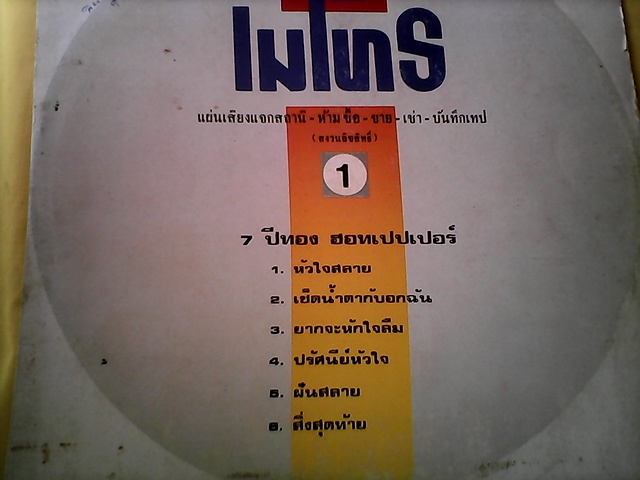 ไมโทร
แผ่นเสียงแจกสถานี - ห้ามซื้อ - ขาย - เช่า - บันทึกเทป
(สงวนลิขสิทธิ์)
1
7 ปีทอง ฮอทเปปเปอร์
1. หัวใจสลาย
2. เช็ดน้ำตากับอกฉัน
3. ยากจะหักใจลืม
4. ปรัศนีย์หัวใจ
5. ฝันสลาย
6. สิ่งสุดท้าย